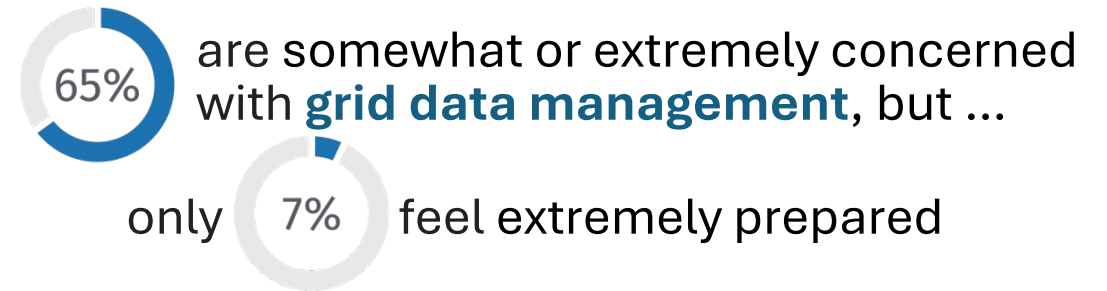 65% are somewhat or extremely concerned
with grid data management, but ...
only 7% feel extremely prepared